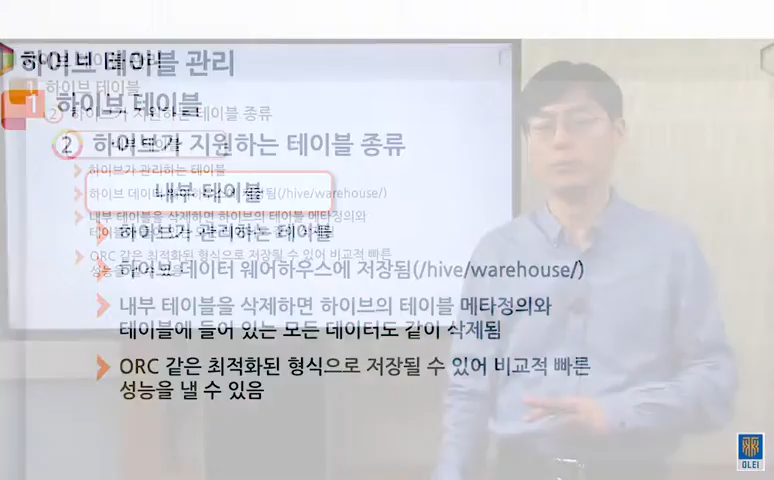 하이브 테이블 관리
1 하이브 테이블
2 하이브가 지원하는 테이블 종류
내부 테이블
하이브가 관리하는 테이블
하이브 데이터 웨어하우스에 저장됨(/hive/warehouse/)
내부 테이블을 삭제하면 하이브의 테이블 메타정의와
테이블에 들어 있는 모든 데이터도 같이 삭제됨
ORC 같은 최적화된 형식으로 저장될 수 있어 비교적 빠른
성능을 낼 수 있음
OLEI